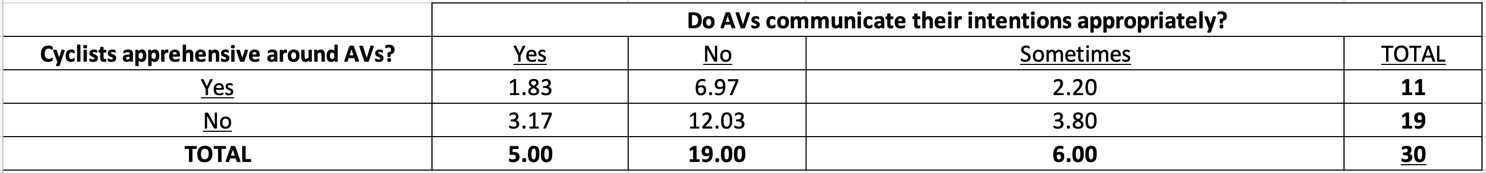 Do AVs communicate their intentions appropriately?
Cyclists apprehensive around AVs? Yes No Sometimes TOTAL
Yes 1.83 6.97 2.20 11
No 3.17 12.03 3.80 19
TOTAL 5.00 19.00 6.00 30